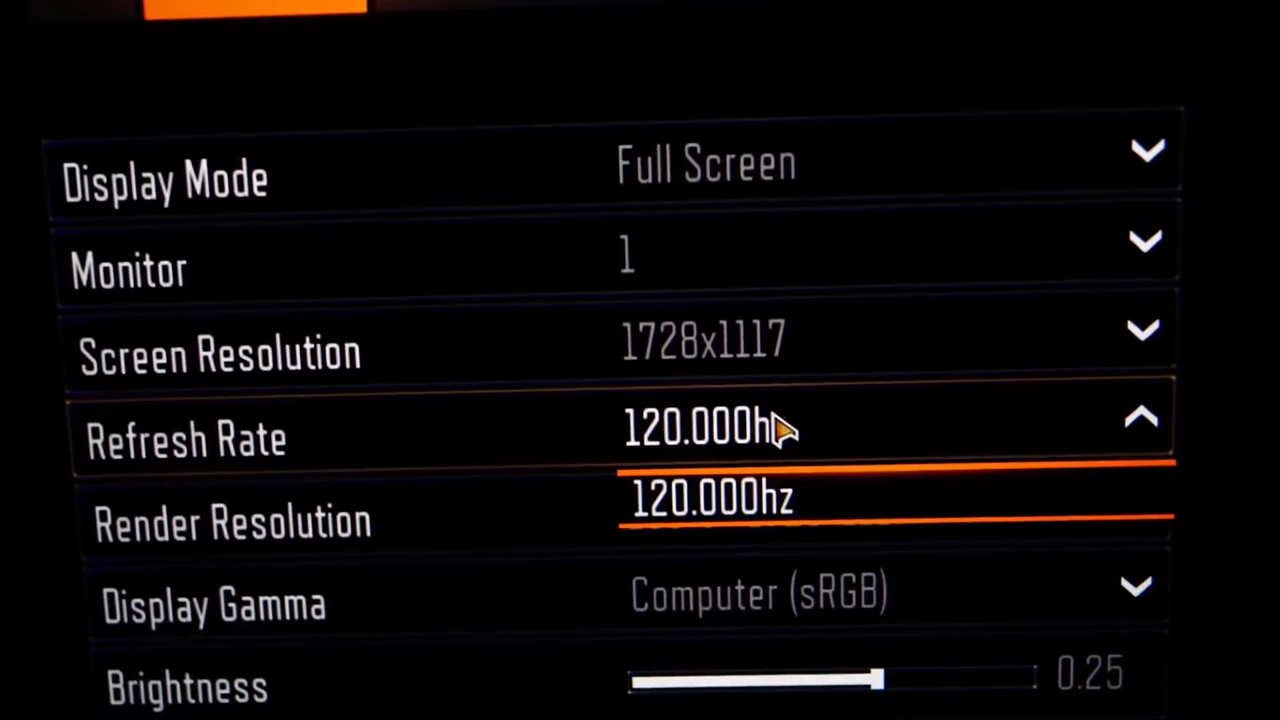 Display Mode Full Screen
Monitor 1
Screen Resolution 1728x1117
Refresh Rate 120.000h
120.000hz
Render Resolution
Display Gamma Computer (sRGB)
Brightness 0.25